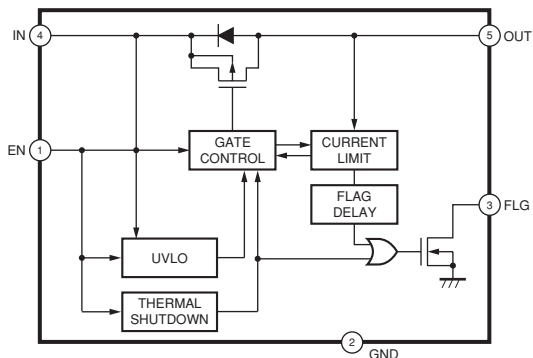 IN 4
5 OUT
EN 1
GATE
CONTROL
CURRENT
LIMIT
FLAG
DELAY
3 FLG
UVLO
THERMAL
SHUTDOWN
2
GND